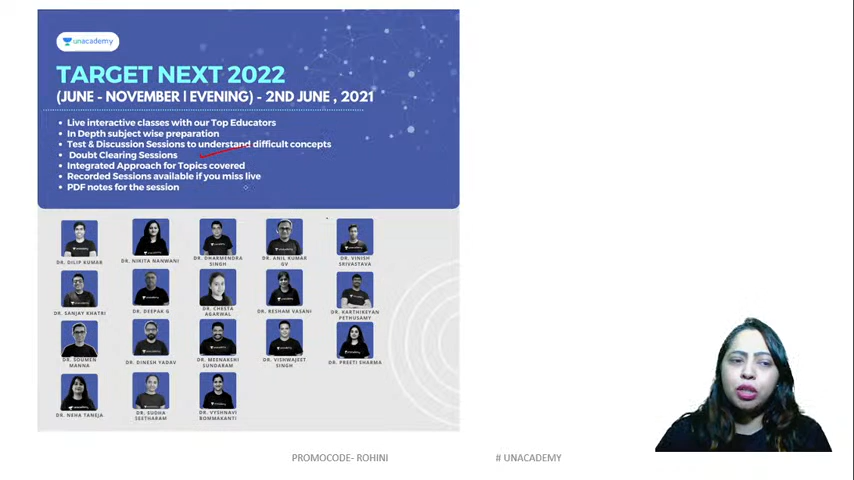 unacademy
TARGET NEXT 2022
(JUNE - NOVEMBER | EVENING) - 2ND JUNE , 2021
Live interactive classes with our Top Educators
In Depth subject wise preparation
Test & Discussion Sessions to understand difficult concepts
Doubt Clearing Sessions
Integrated Approach for Topics covered
Recorded Sessions available if you miss live
PDF notes for the session
DR. DILIP KUMAR
DR. NIRITA NANWANI
DR. DHARMENDRA
SINGH
DR. ANIL KUMAR
GV
DR. VINISH
SRIVASTAVA
DR. SANJAY KHATRI
DR. DEEPAK G
DR. CHESTA
AGARWAL
DR. RESHAM VASANI
DR. KARTHIKEYAN
PETHUSAMY
DR. SOUMEN
MANNA
DR. DINESH YADAV
DR. MEENAKSHI
SUNDARAM
DR. VISHWAJEET
SINGH
DR. PREETI SHARMA
DR. NEHA TANEJA
DR. SUDHA
SEETHARAM
DR. VYSHNAVI
BOMMAKANTI
PROMOCODE- ROHINI
# UNACADEMY